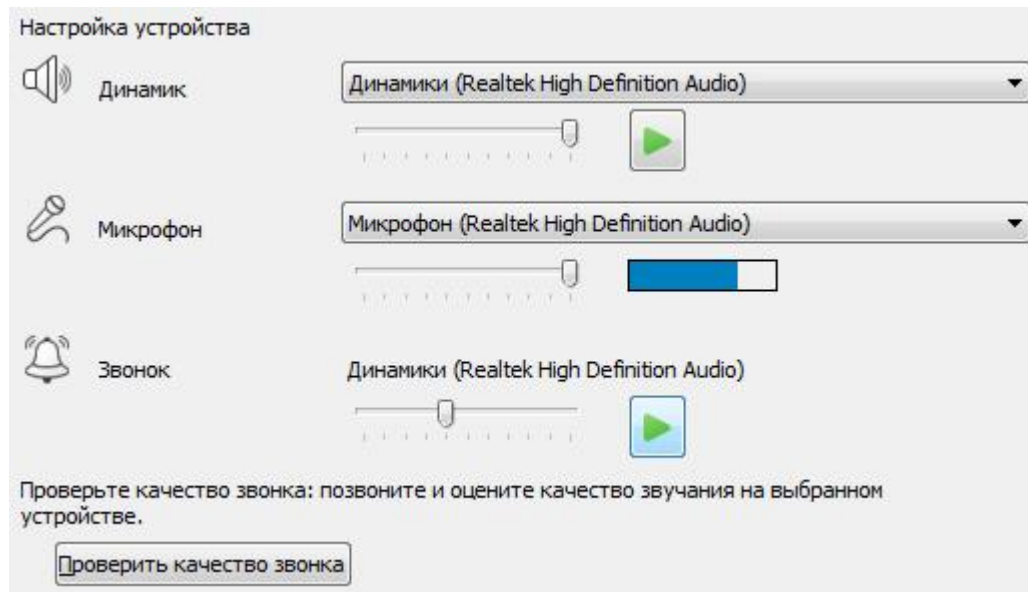 Настройка устройства
Динамик
Динамики (Realtek High Definition Audio)
Микрофон
Микрофон (Realtek High Definition Audio)
Звонок
Динамики (Realtek High Definition Audio)
Проверьте качество звонка: позвоните и оцените качество звучания на выбранном
устройстве.
Проверить качество звонка